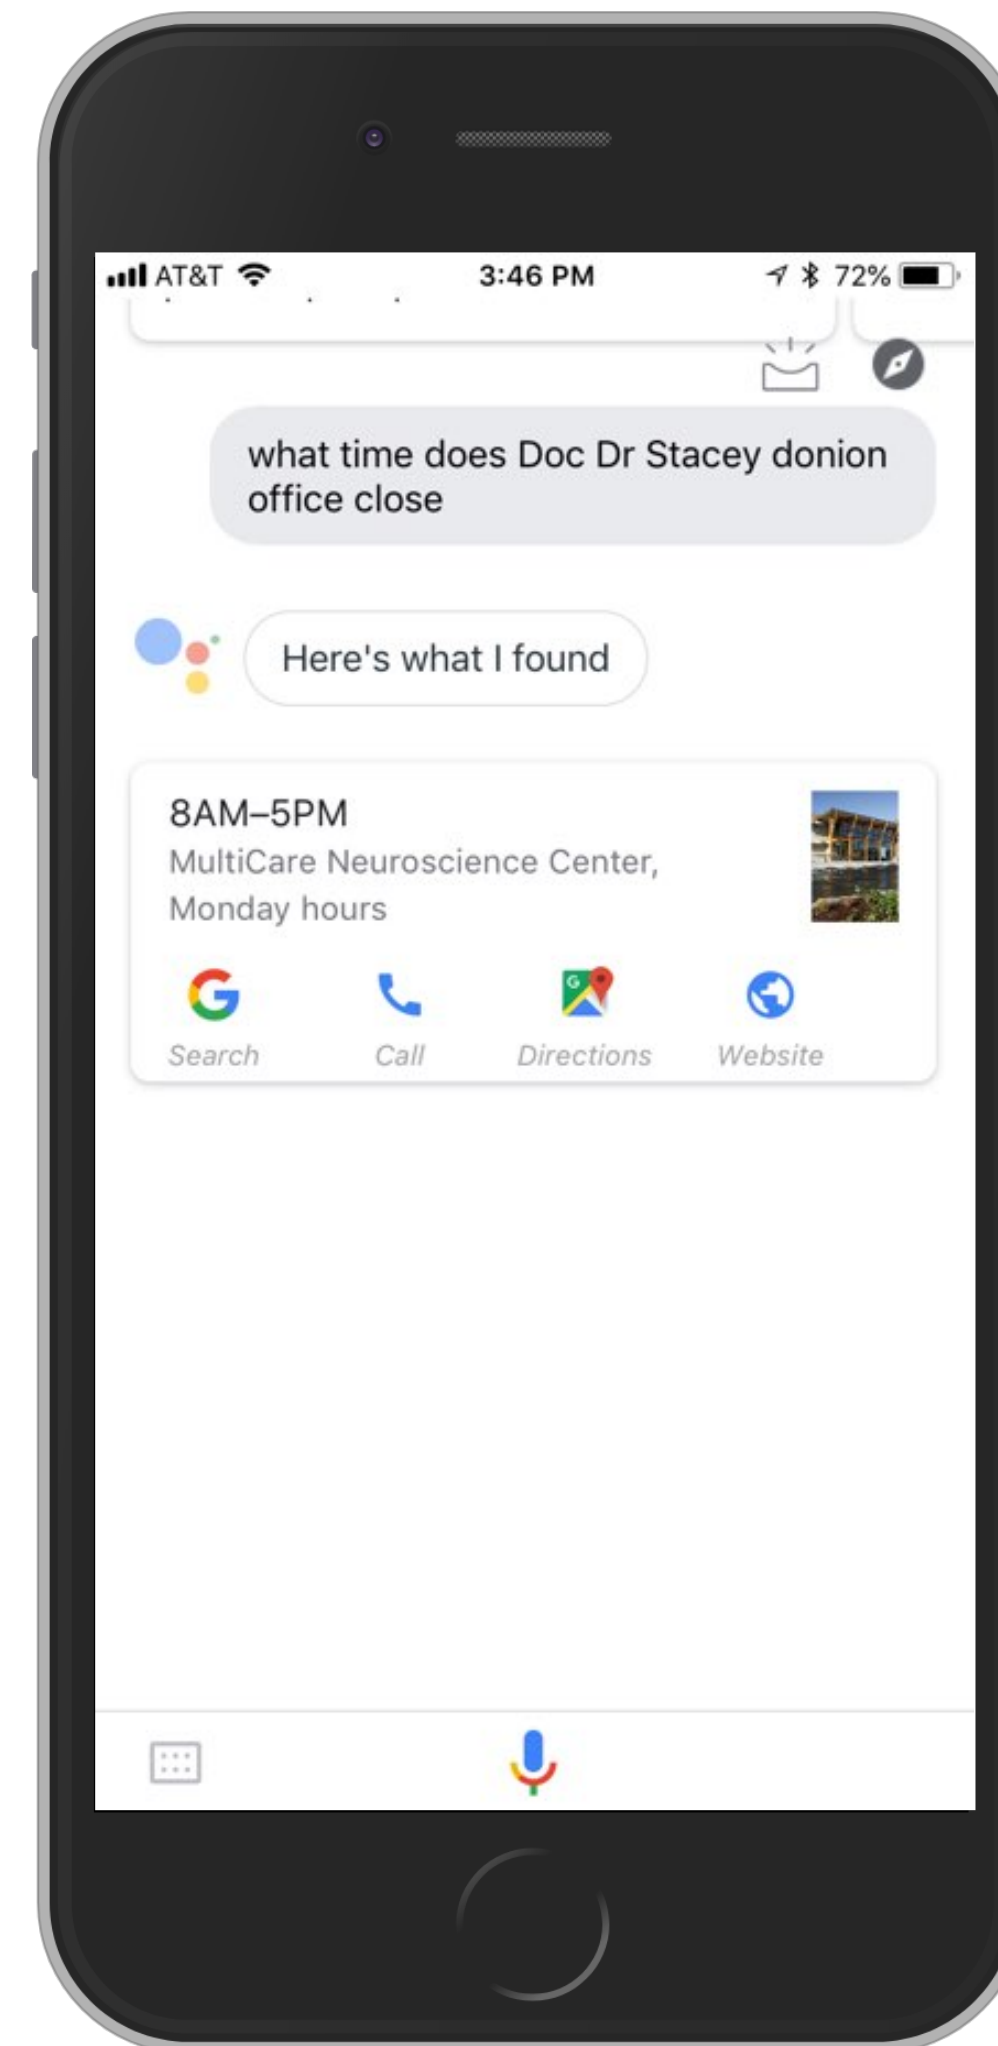 AT&T 3:46 PM 72%
what time does Doc Dr Stacey donion
office close
Here's what I found
8AM–5PM
MultiCare Neuroscience Center,
Monday hours
G
Search Call Directions Website